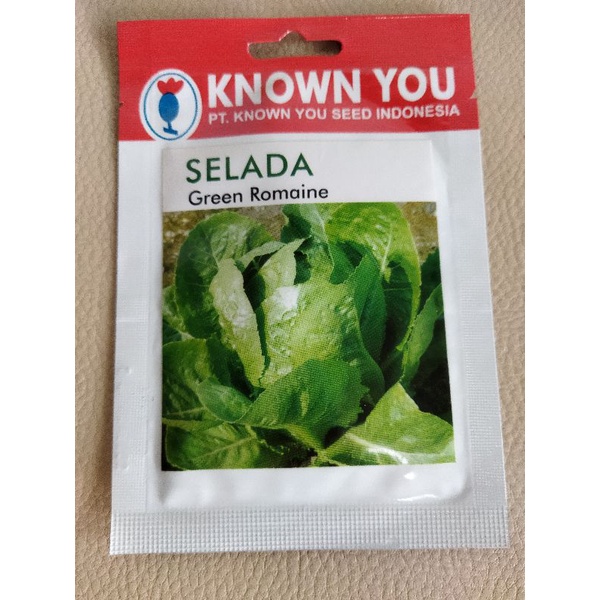 KNOWN YOU
PT. KNOWN YOU SEED INDONESIA
SELADA
Green Romaine